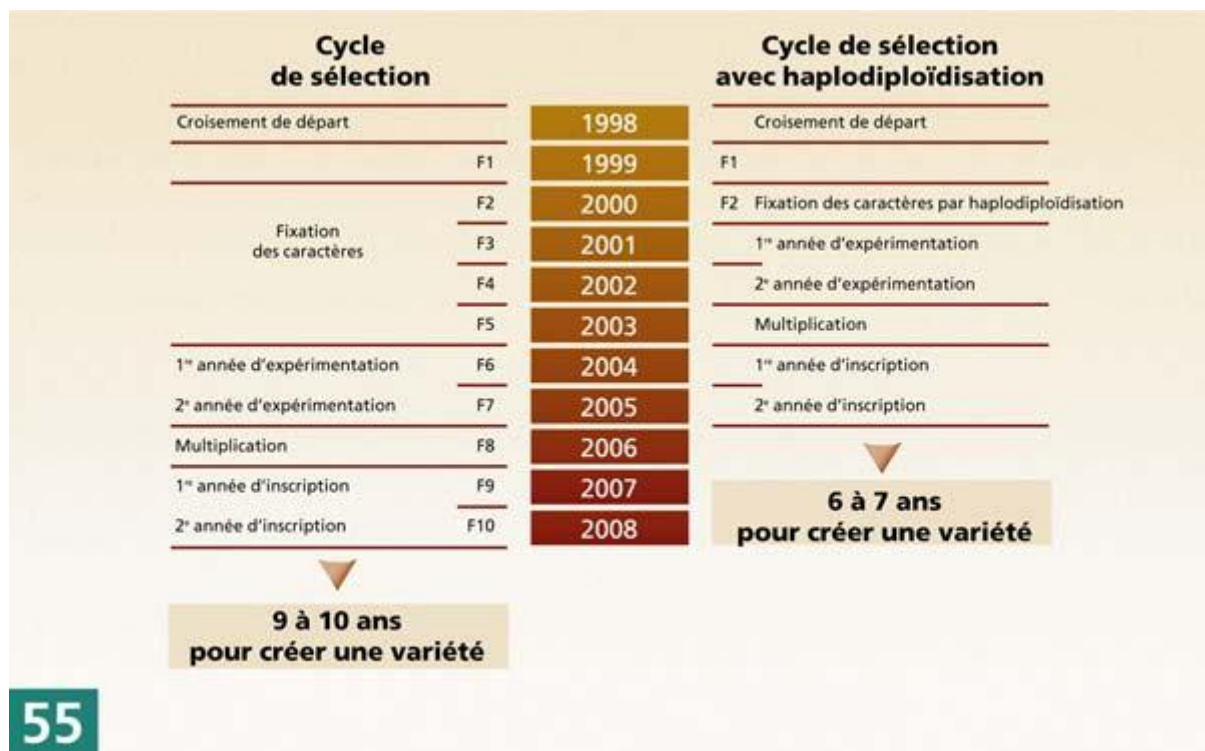 Cycle
de sélection
Cycle de sélection
avec haplodiploïdisation
Croisement de départ
1998
Croisement de départ
F1
1999
F1
Fixation
des caractères
F2
2000
F2 Fixation des caractères par haplodiploïdisation
F3
2001
1re année d'expérimentation
F4
2002
2e année d'expérimentation
F5
2003
Multiplication
1re année d'expérimentation
F6
2004
1re année d'inscription
2e année d'expérimentation
F7
2005
2e année d'inscription
Multiplication
F8
2006
1re année d'inscription
F9
2007
2e année d'inscription
F10
2008
6 à 7 ans
pour créer une variété
9 à 10 ans
pour créer une variété
55